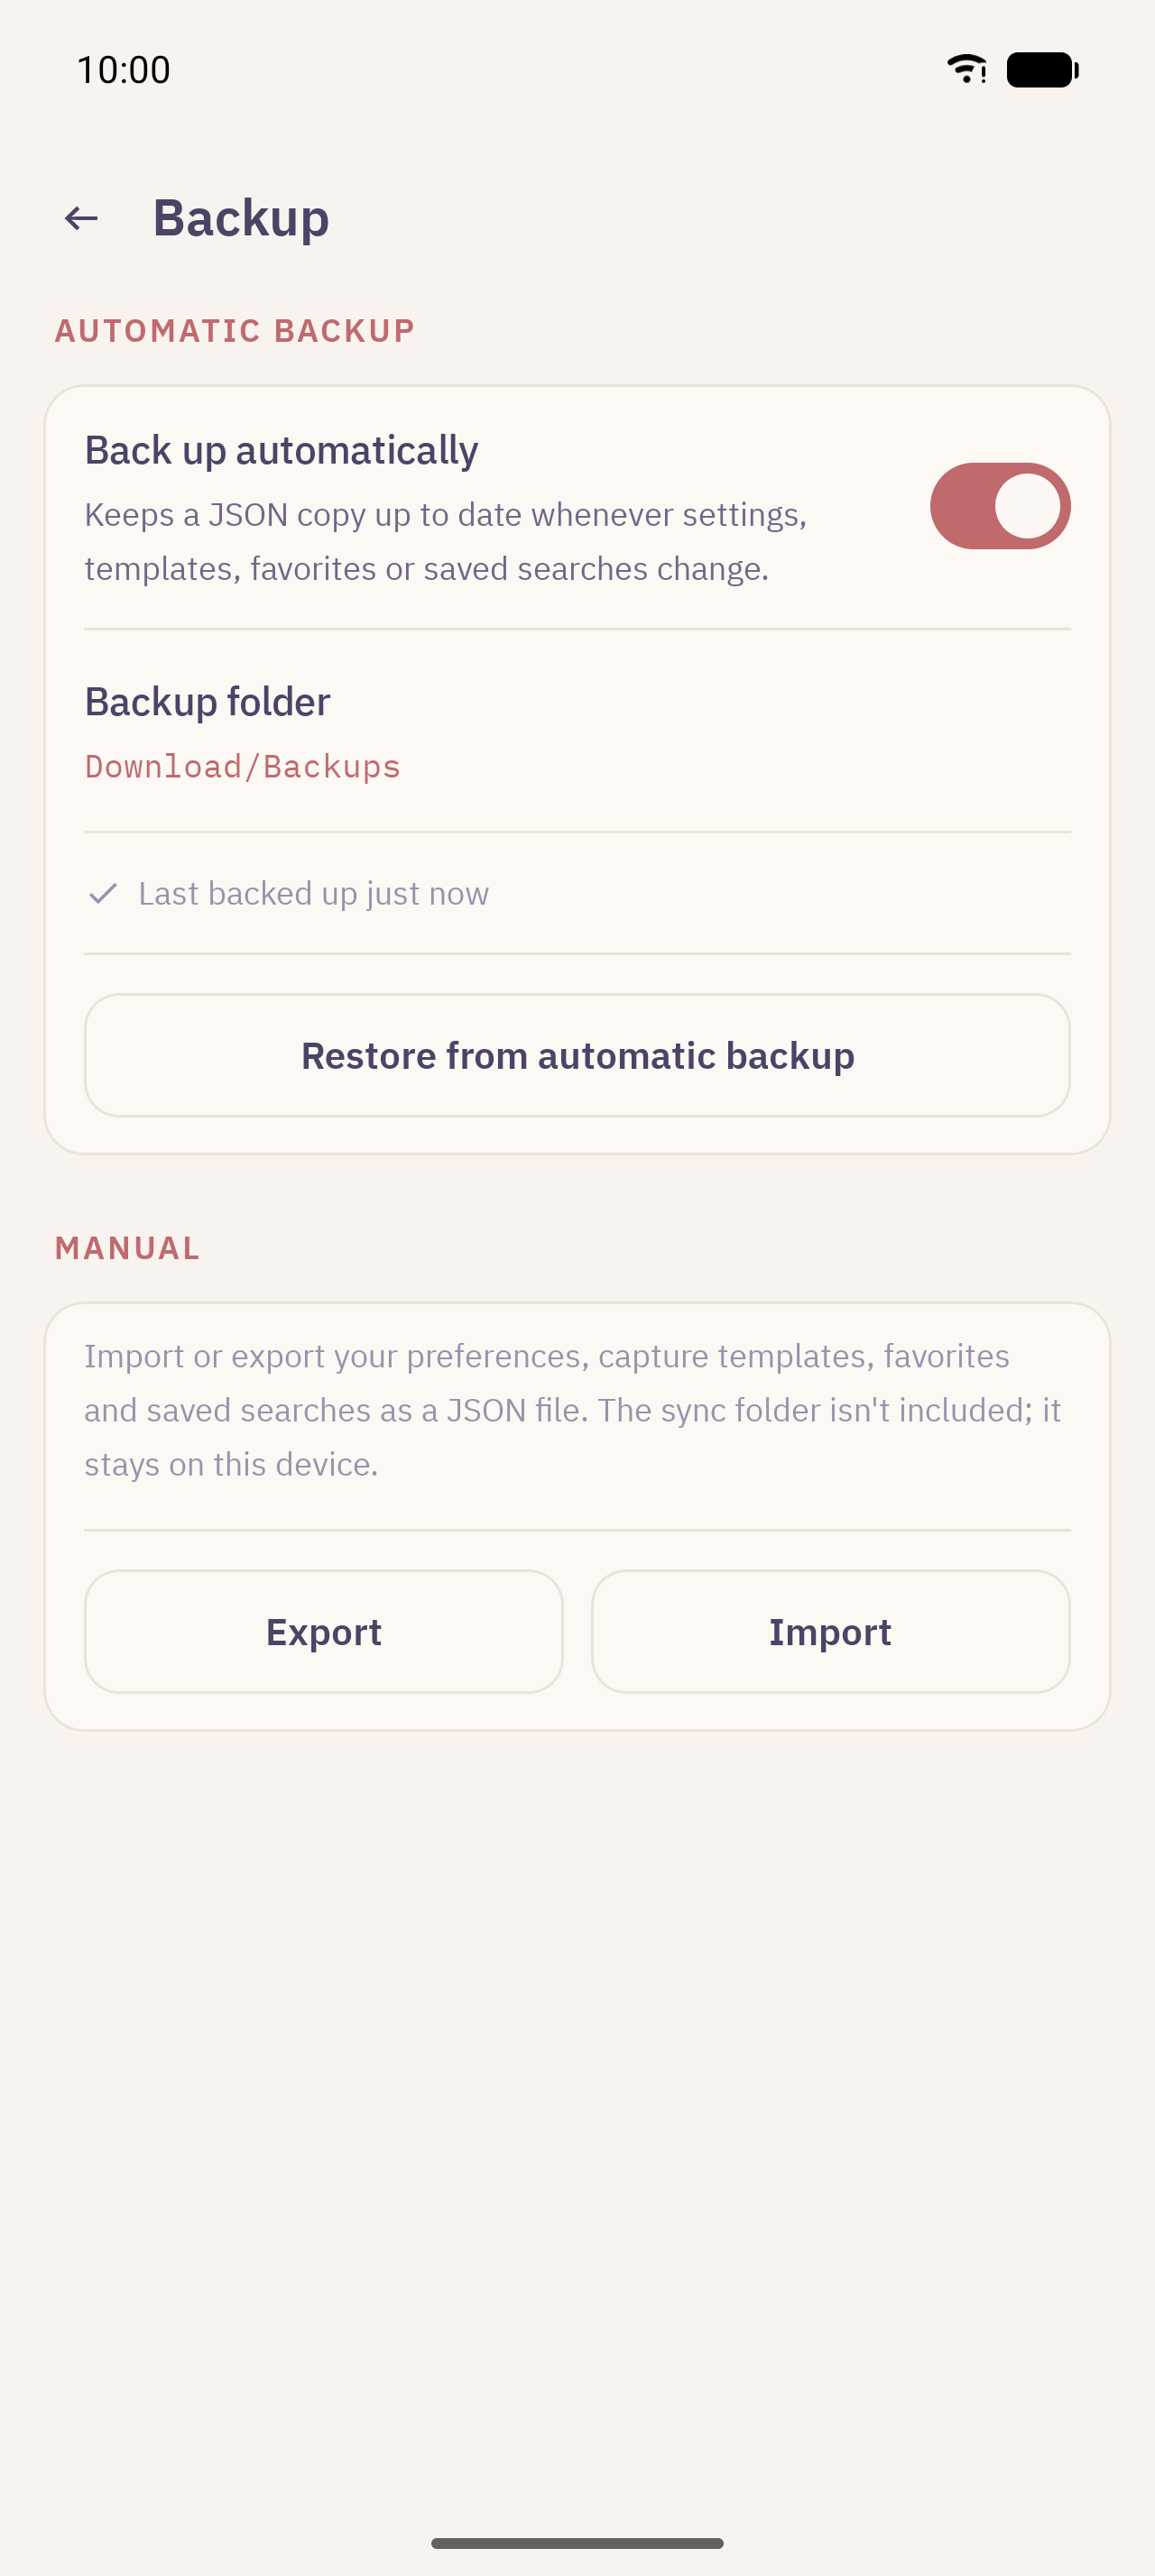 10:00
Backup
AUTOMATIC BACKUP
Back up automatically
Keeps a JSON copy up to date whenever settings,
templates, favorites or saved searches change.
Backup folder
Download/Backups
Last backed up just now
Restore from automatic backup
MANUAL
Import or export your preferences, capture templates, favorites
and saved searches as a JSON file. The sync folder isn't included; it
stays on this device.
Export
Import